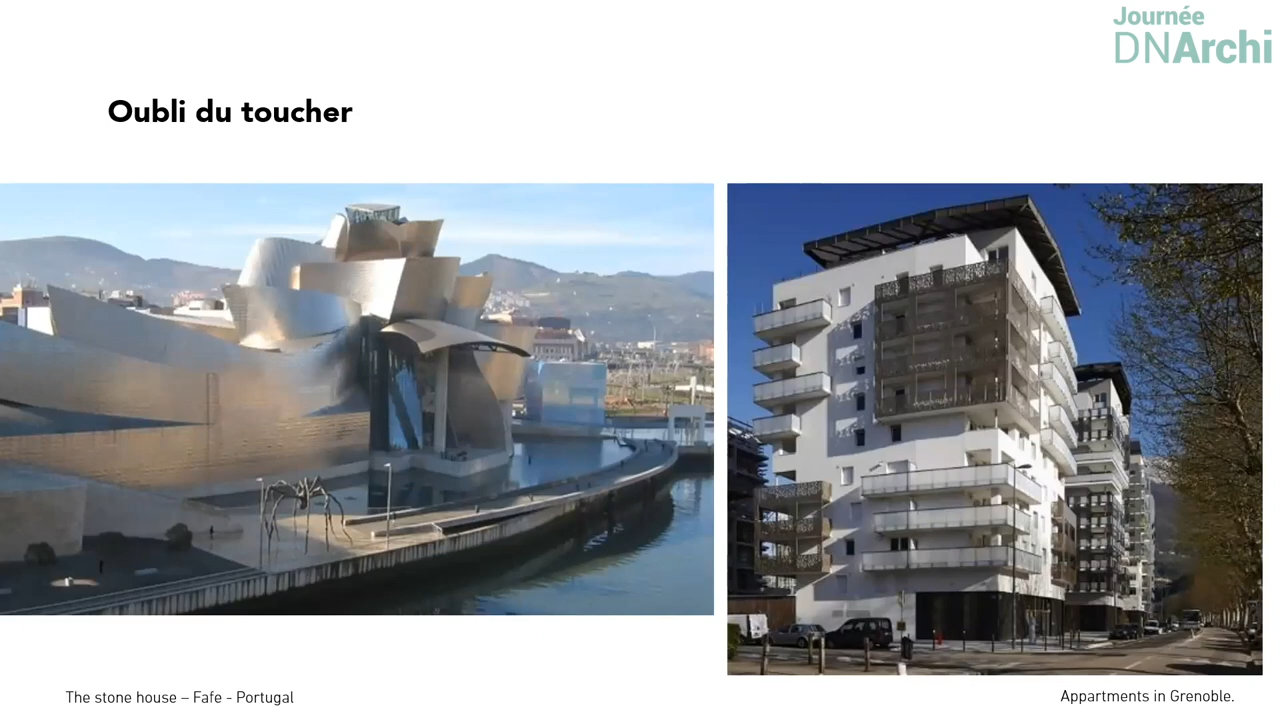 Journée
DNArchi
Oubli du toucher
The stone house – Fafe - Portugal
Appartments in Grenoble.